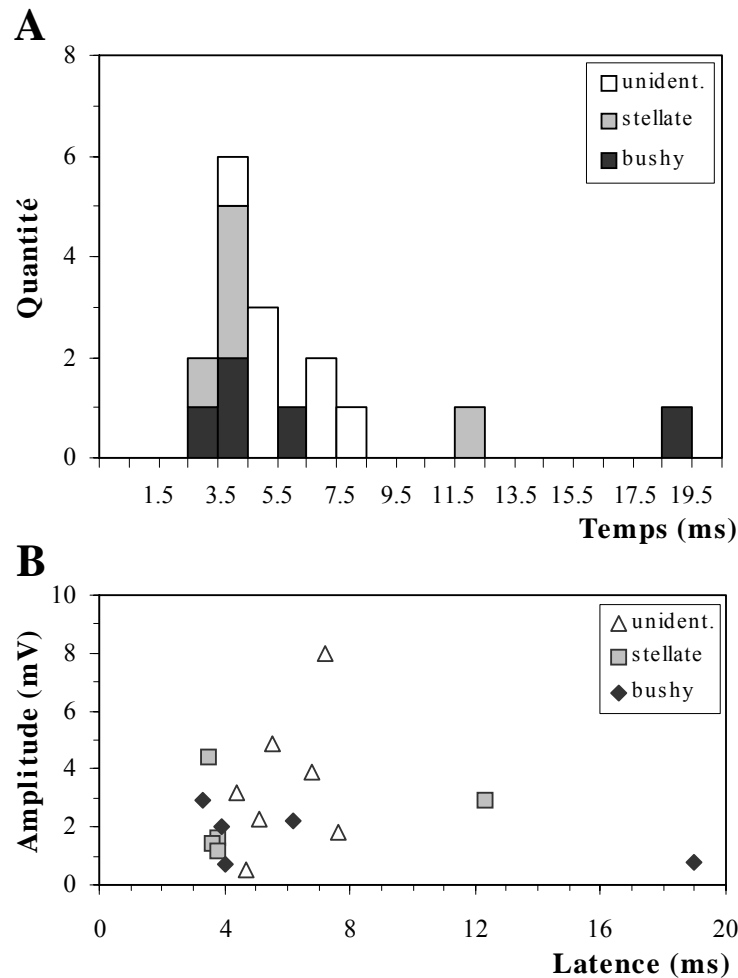 A
8
6
4
2
0
Quantité
unident.
stellate
bushy
1.5 3.5 5.5 7.5 9.5 11.5 13.5 15.5 17.5 19.5
Temps (ms)
B
10
8
6
4
2
0
Amplitude (mV)
unident.
stellate
bushy
0 4 8 12 16 20
Latence (ms)